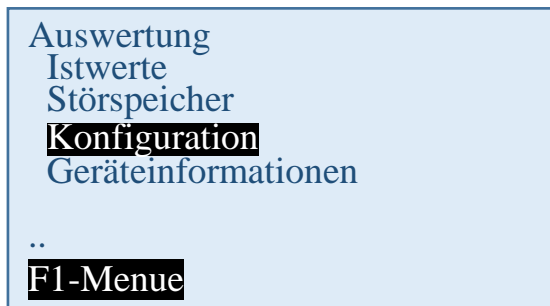 Auswertung
Istwerte
Störspeicher
Konfiguration
Geräteinformationen
..
F1-Menue